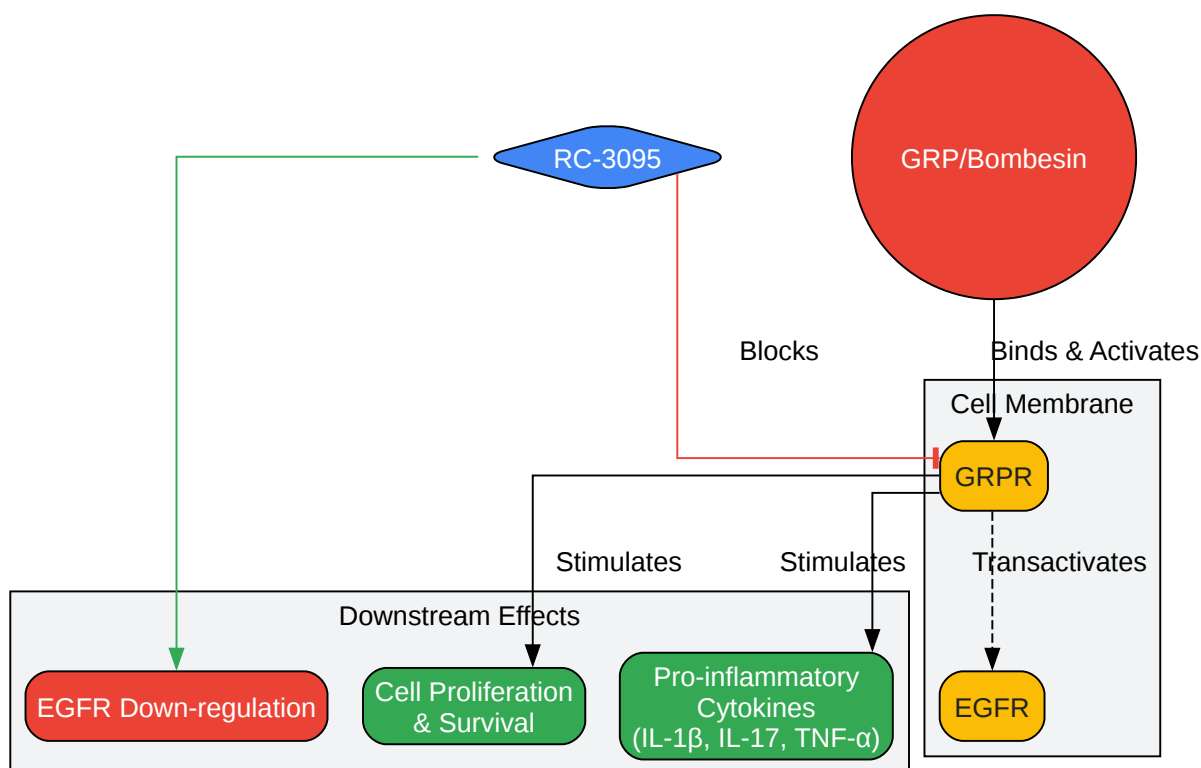 RC-3095
GRP/Bombesin
Blocks
Binds & Activates
Cell Membrane
GRPR
Stimulates
Stimulates
Transactivates
Downstream Effects
EGFR Down-regulation
Cell Proliferation
& Survival
Pro-inflammatory
Cytokines
(IL-1β, IL-17, TNF-α)
EGFR